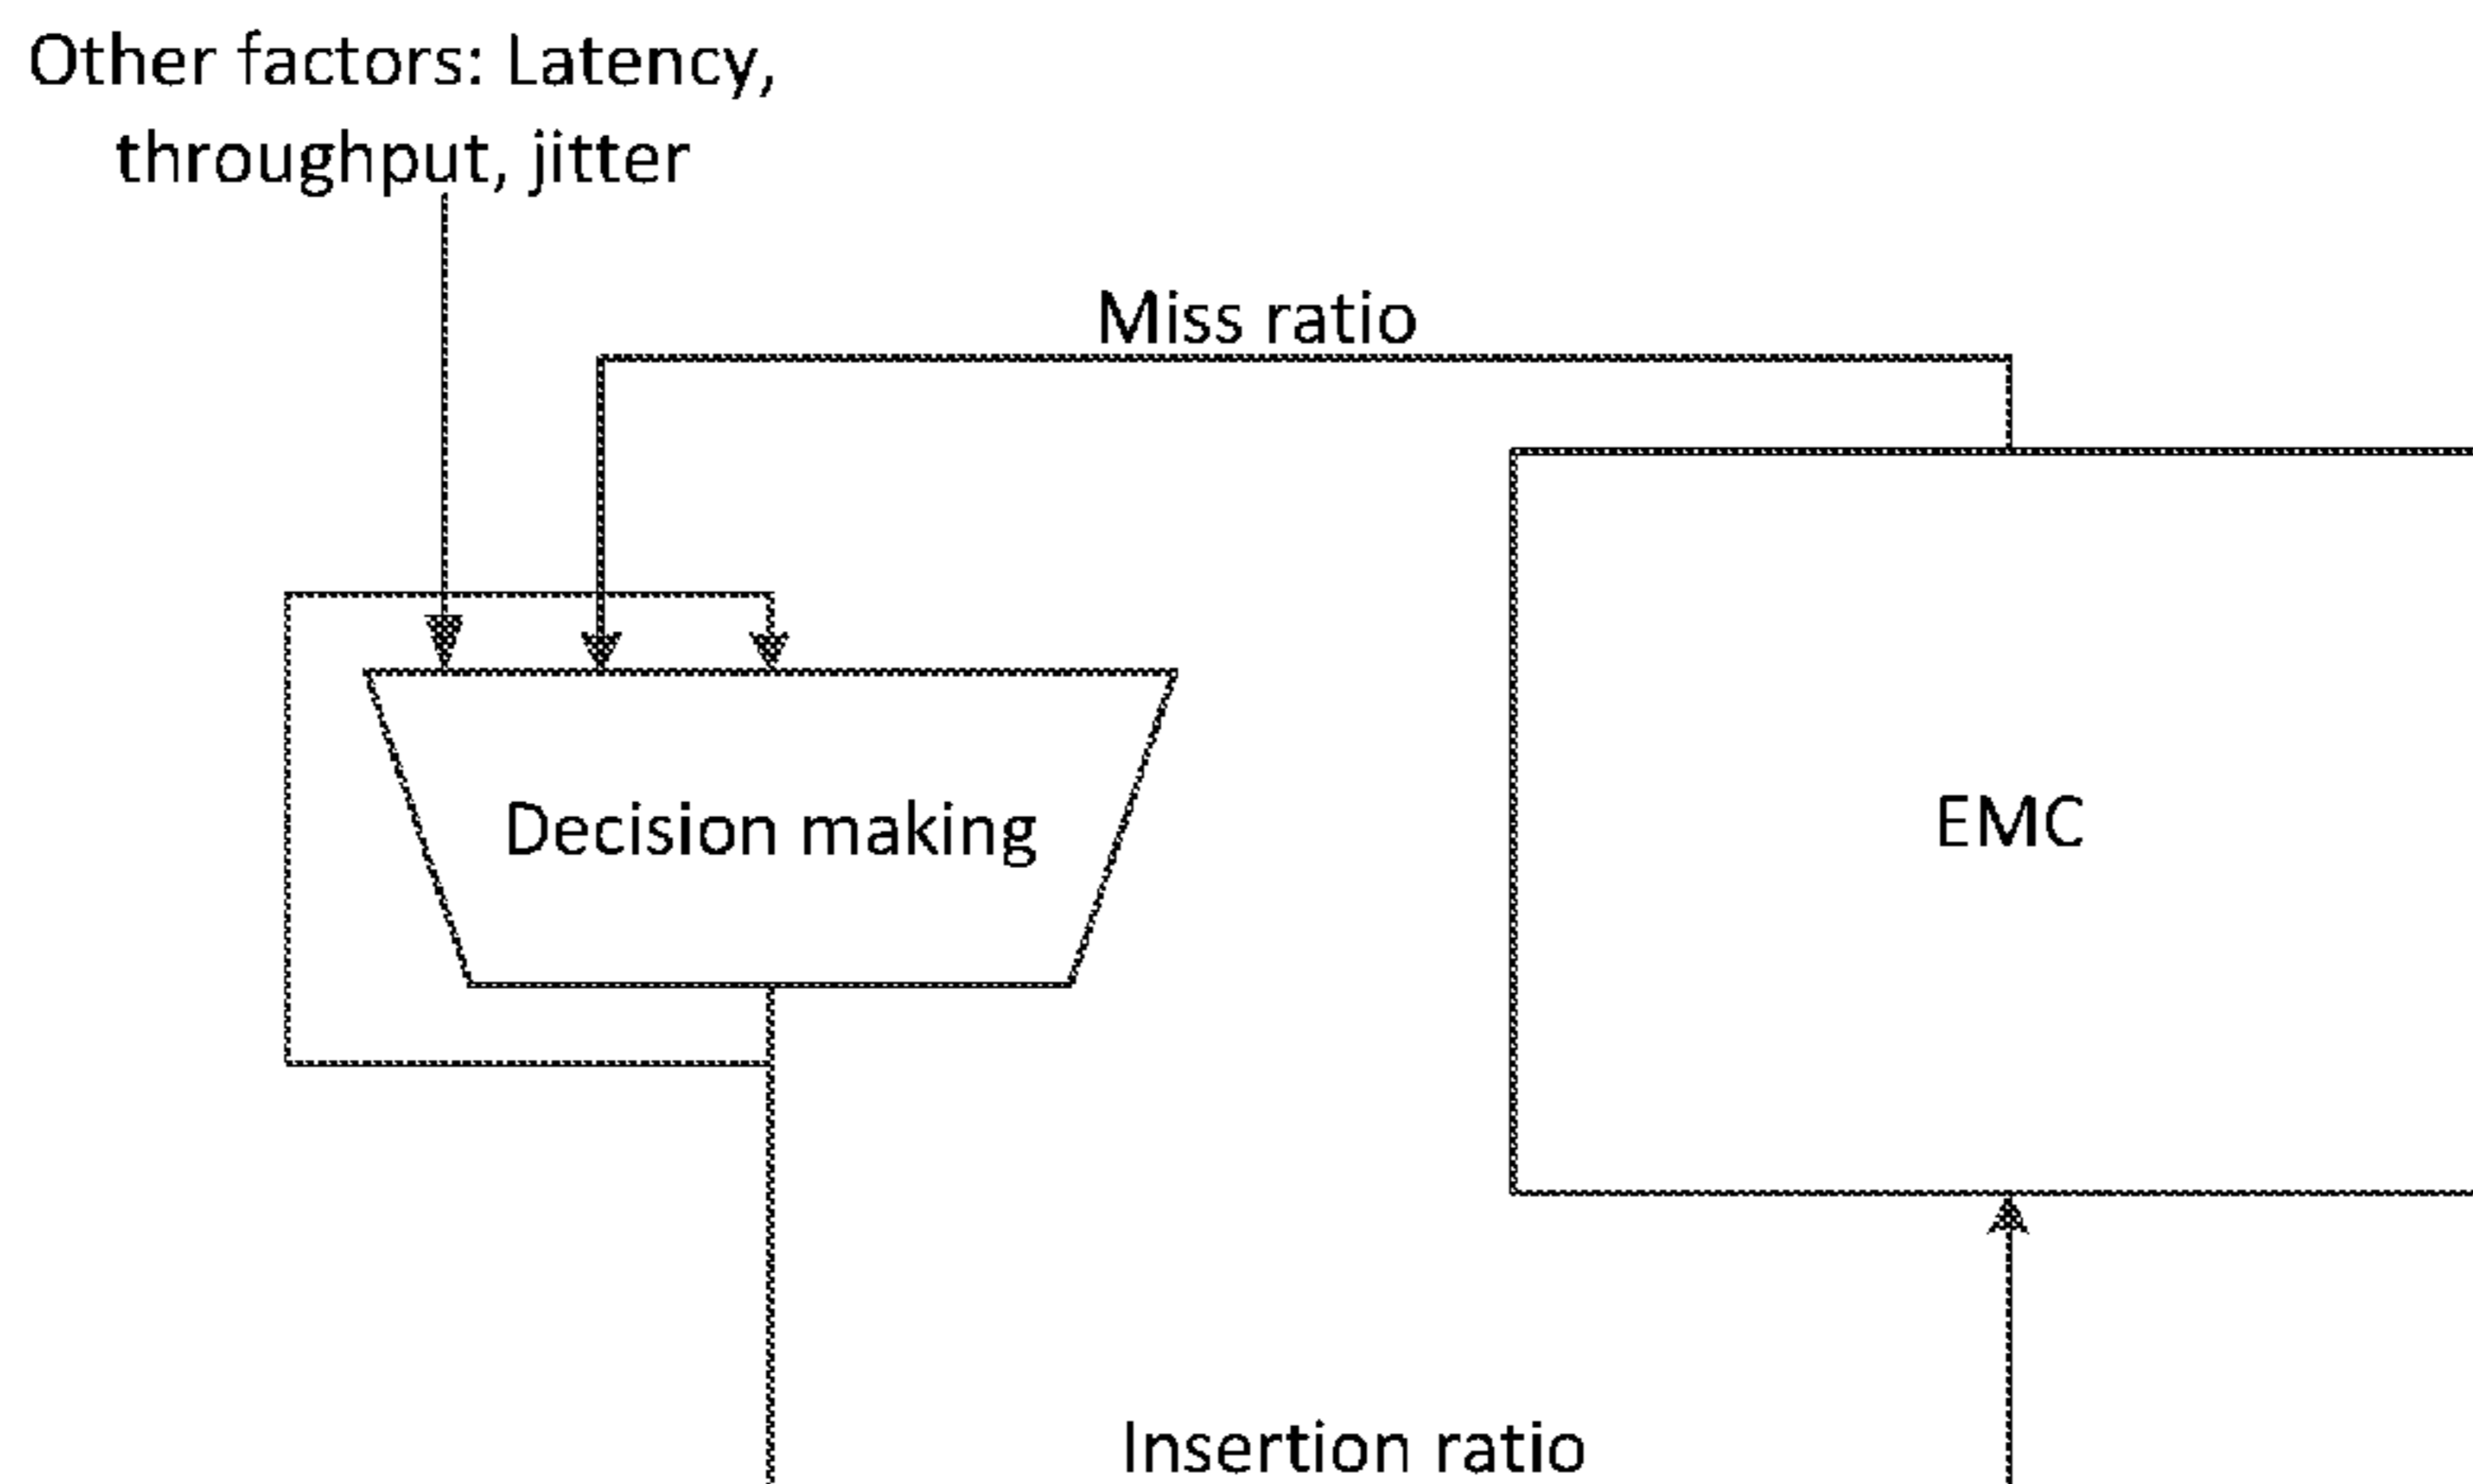 Other factors: Latency,
throughput, jitter
Miss ratio
Decision making
EMC
Insertion ratio